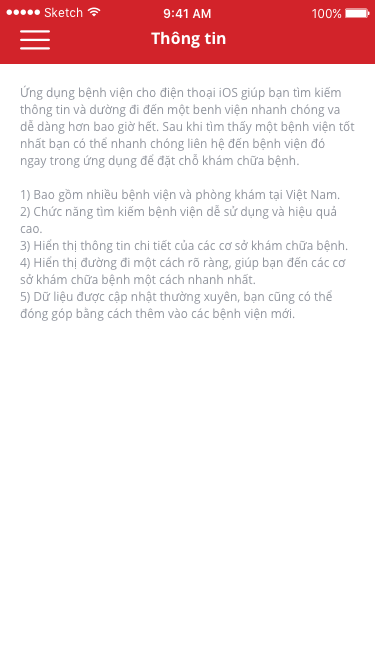 Sketch
9:41 AM
100%
Thông tin
Ứng dụng bệnh viện cho điện thoại iOS giúp bạn tìm kiếm
thông tin và dường đi đến một benh viện nhanh chóng va
dễ dàng hơn bao giờ hết. Sau khi tìm thấy một bệnh viện tốt
nhất bạn có thể nhanh chóng liên hệ đến bệnh viện đó
ngay trong ứng dụng để đặt chỗ khám chữa bệnh.
1) Bao gồm nhiều bệnh viện và phòng khám tại Việt Nam.
2) Chức năng tìm kiếm bệnh viện dễ sử dụng và hiệu quả
cao.
3) Hiển thị thông tin chi tiết của các cơ sở khám chữa bệnh.
4) Hiển thị đường đi một cách rõ ràng, giúp bạn đến các cơ
sở khám chữa bệnh một cách nhanh nhất.
5) Dữ liệu được cập nhật thường xuyên, bạn cũng có thể
đóng góp bằng cách thêm vào các bệnh viện mới.